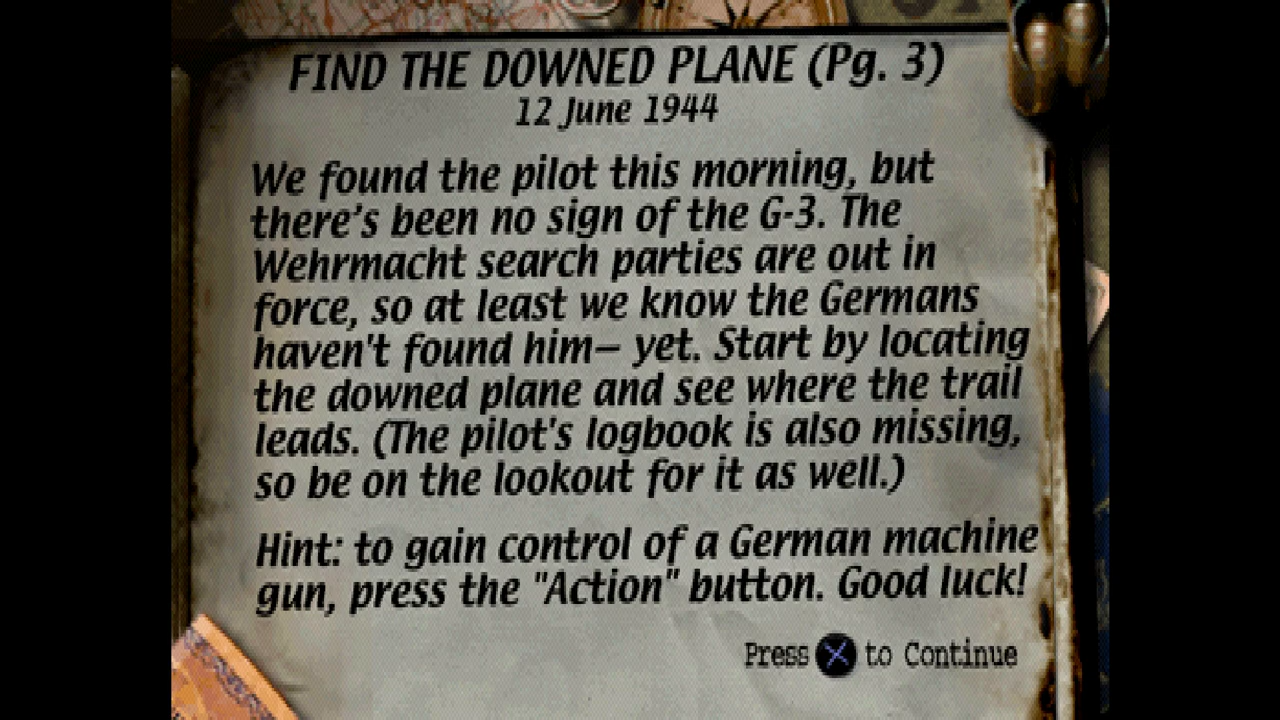 FIND THE DOWNED PLANE (Pg. 3)
12 June 1944
We found the pilot this morning, but
there's been no sign of the G-3. The
Wehrmacht search parties are out in
force, so at least we know the Germans
haven't found him— yet. Start by locating
the downed plane and see where the trail
leads. (The pilot's logbook is also missing,
so be on the lookout for it as well.)
Hint: to gain control of a German machine
gun, press the "Action" button. Good luck!
Press X to Continue